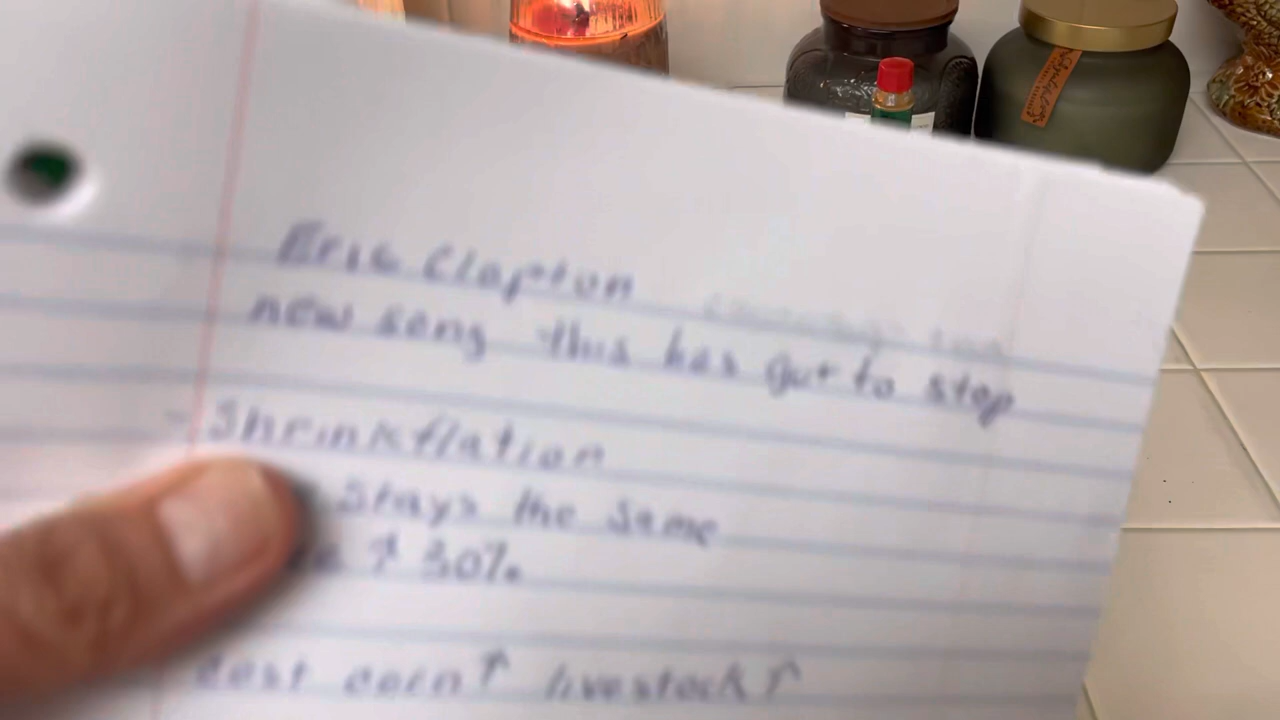 Eric Clapton
new song this has got to stop
- Shrinkflation
stays the same
↑ 30%
cost corn↑ livestock↑